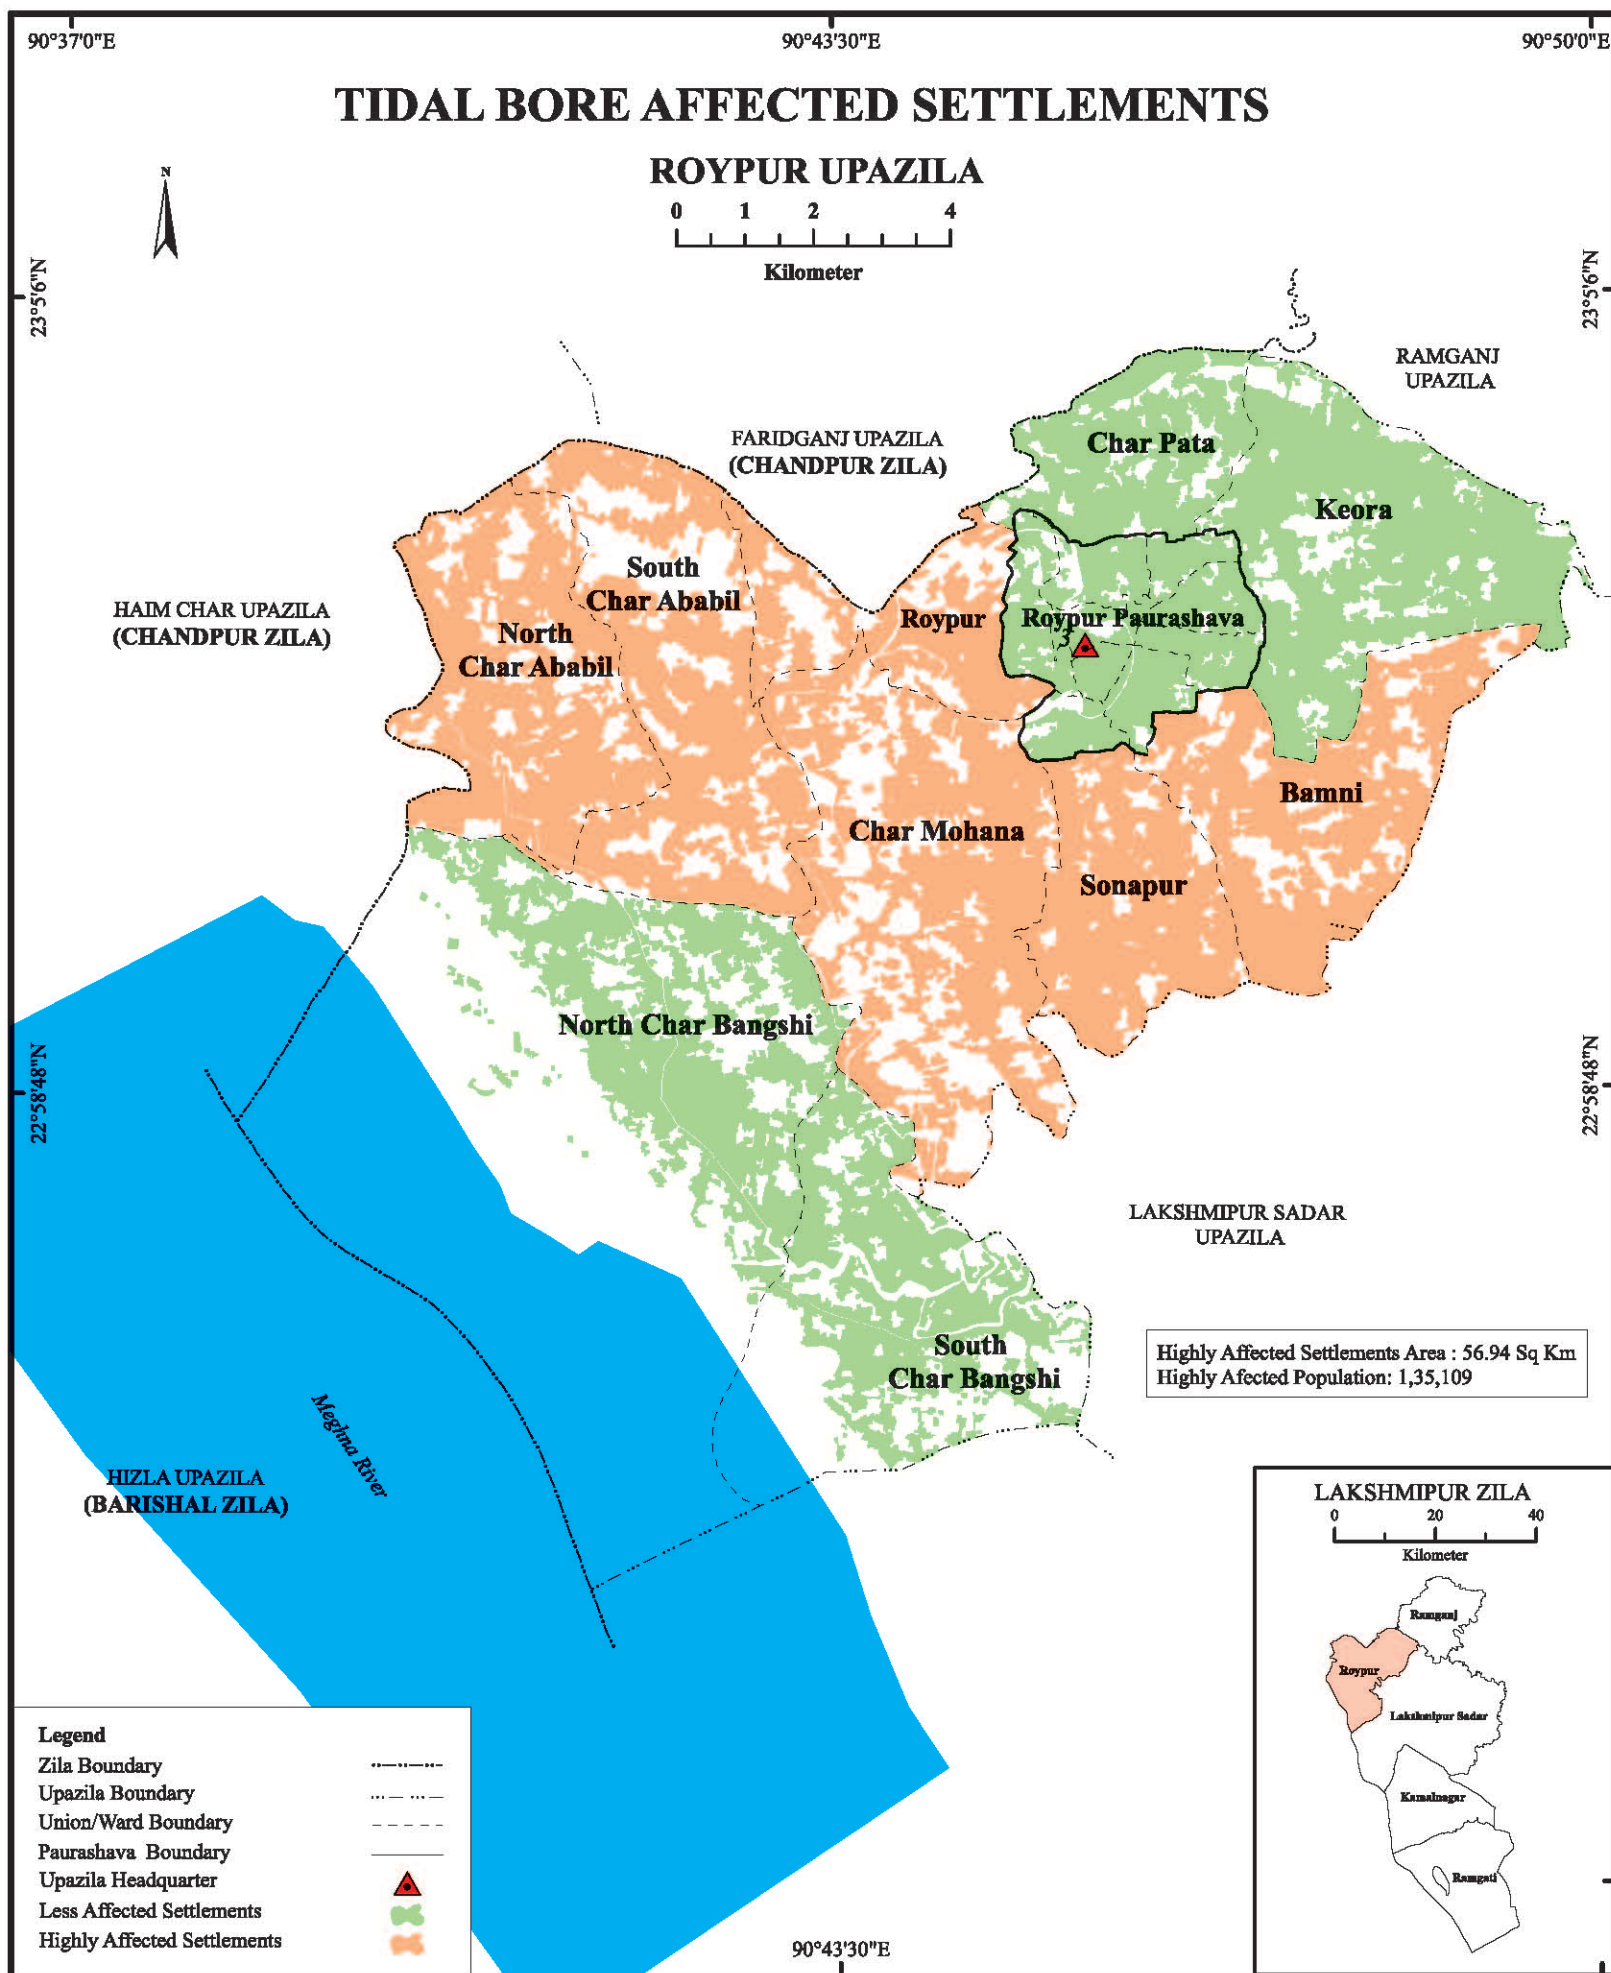 90°37'0"E
90°43'30"E
90°50'0"E
TIDAL BORE AFFECTED SETTLEMENTS
ROYPUR UPAZILA
N
0 1 2 4
Kilometer
23°5'6"N
23°5'6"N
RAMGANJ
UPAZILA
FARIDGANJ UPAZILA
(CHANDPUR ZILA)
Char Pata
Keora
South
Char Ababil
HAIM CHAR UPAZILA
(CHANDPUR ZILA)
North
Char Ababil
Roypur
Roypur Paurashava
3
Bamni
Char Mohana
Sonapur
North Char Bangshi
22°58'48"N
22°58'48"N
LAKSHMIPUR SADAR
UPAZILA
South
Char Bangshi
Highly Affected Settlements Area : 56.94 Sq Km
Highly Afected Population: 1,35,109
Meghna River
HIZLA UPAZILA
(BARISHAL ZILA)
LAKSHMIPUR ZILA
0 20 40
Kilometer
Ramganj
Roypur
Lakshmipur Sadar
Kamalnagar
Ramgati
Legend
Zila Boundary
Upazila Boundary
Union/Ward Boundary
Paurashava Boundary
Upazila Headquarter
Less Affected Settlements
Highly Affected Settlements
90°43'30"E